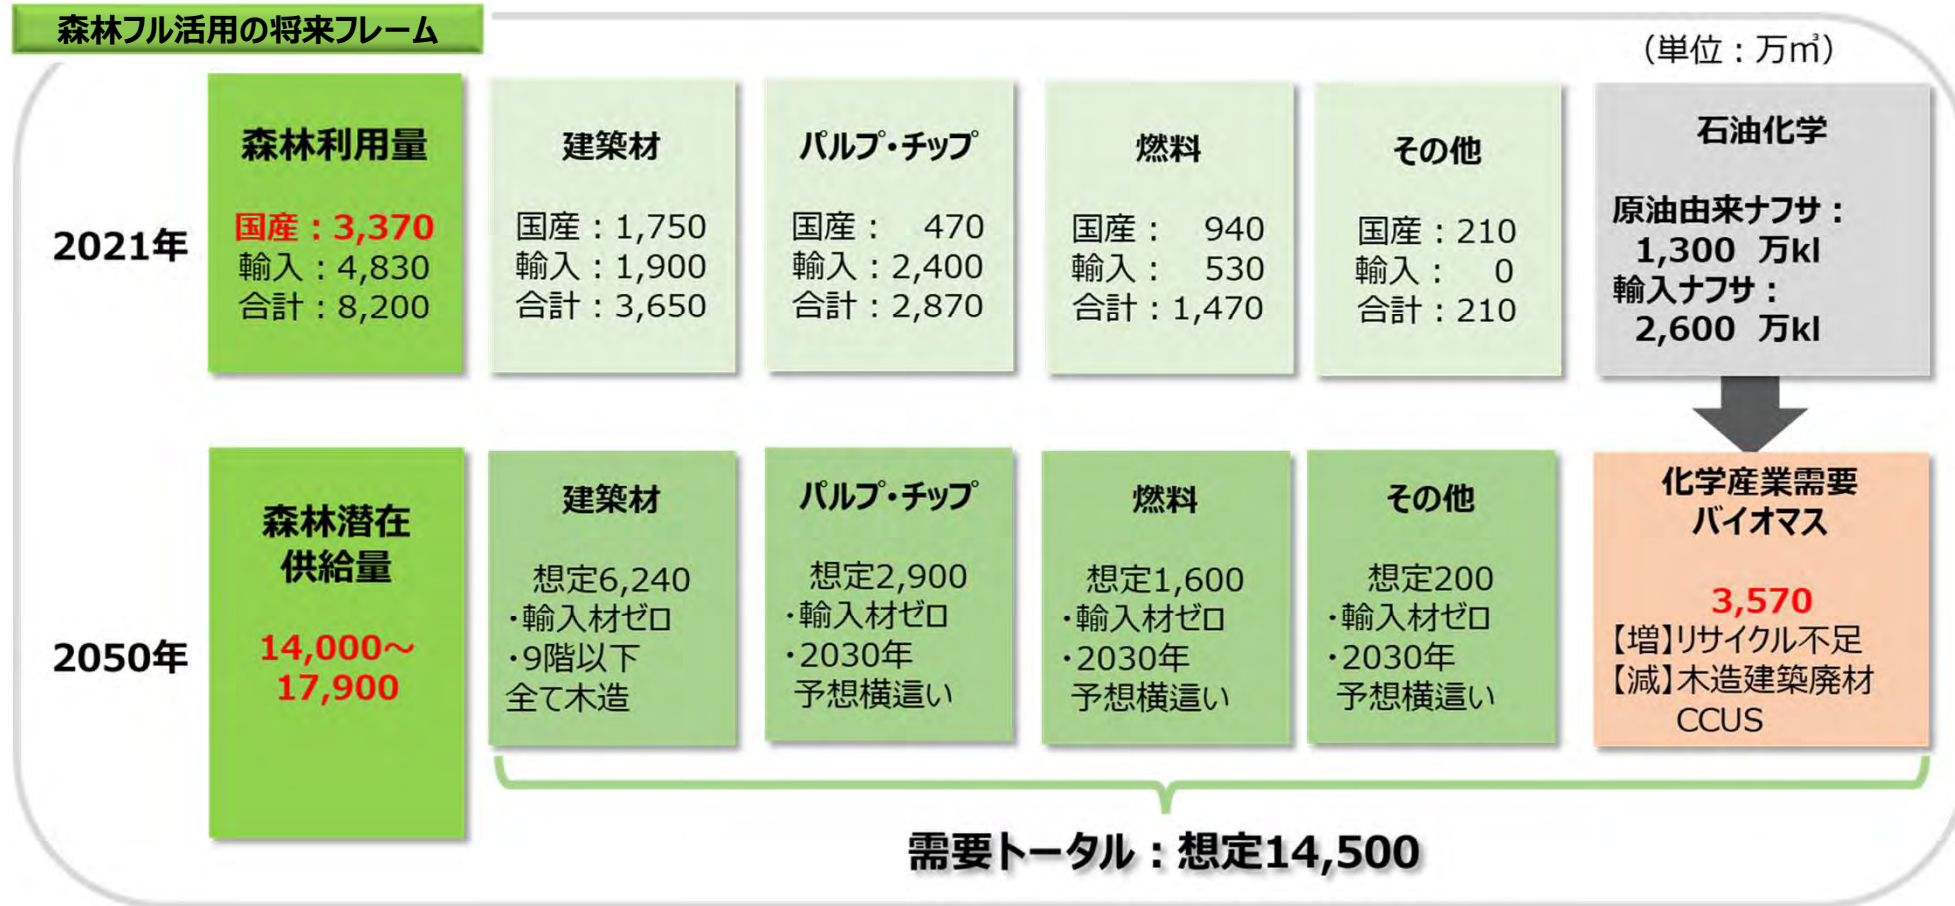 森林フル活用の将来フレーム
（単位：万㎥）
2021年
森林利用量
国産：3,370
輸入：4,830
合計：8,200
建築材
国産：1,750
輸入：1,900
合計：3,650
パルプ・チップ
国産： 470
輸入：2,400
合計：2,870
燃料
国産： 940
輸入： 530
合計：1,470
その他
国産：210
輸入： 0
合計：210
石油化学
原油由来ナフサ：
1,300 万kl
輸入ナフサ：
2,600 万kl
2050年
森林潜在
供給量
14,000～
17,900
建築材
想定6,240
・輸入材ゼロ
・9階以下
全て木造
パルプ・チップ
想定2,900
・輸入材ゼロ
・2030年
予想横這い
燃料
想定1,600
・輸入材ゼロ
・2030年
予想横這い
その他
想定200
・輸入材ゼロ
・2030年
予想横這い
化学産業需要
バイオマス
3,570
【増】リサイクル不足
【減】木造建築廃材
CCUS
需要トータル：想定14,500